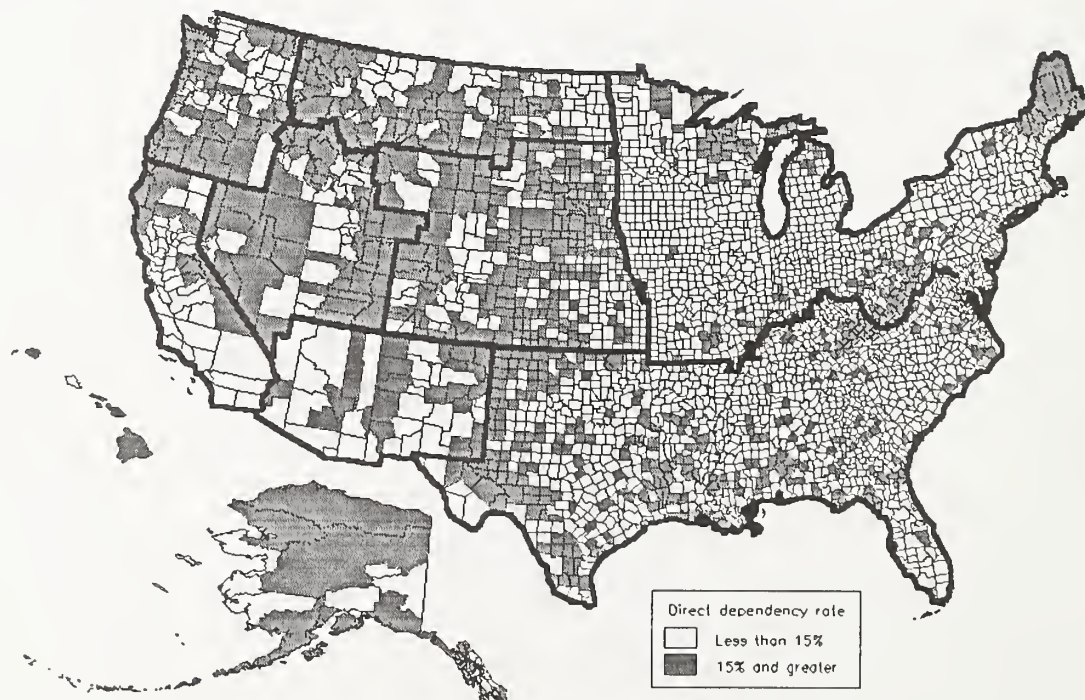 Direct dependency rate
Less than 15%
15% and greater